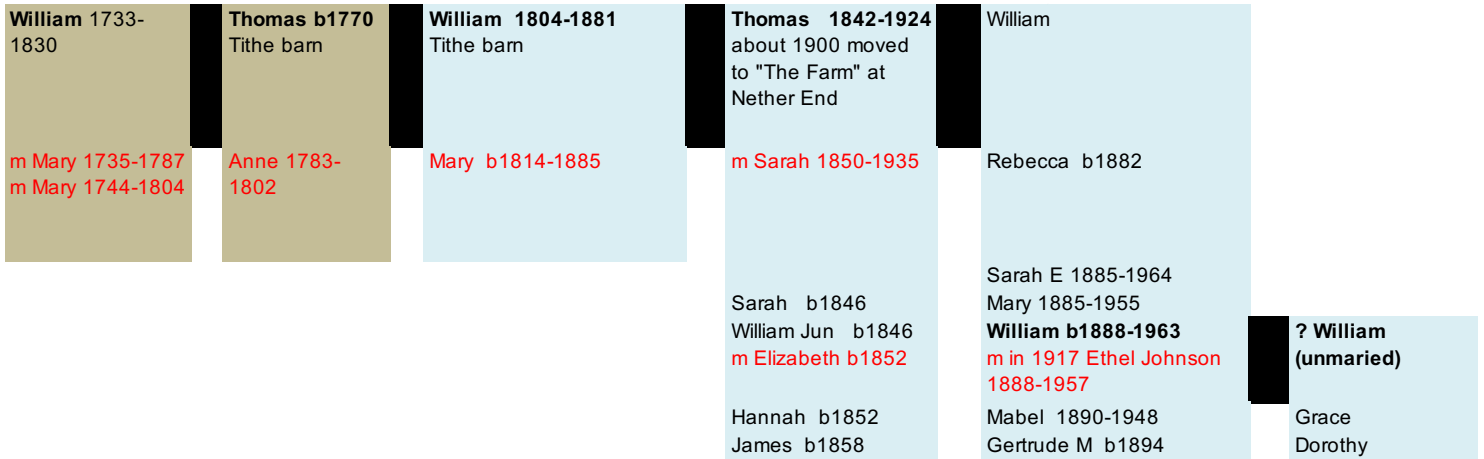 William 1733-
1830
m Mary 1735-1787
m Mary 1744-1804
Thomas b1770
Tithe barn
Anne 1783-
1802
William 1804-1881
Tithe barn
Mary b1814-1885
Thomas 1842-1924
about 1900 moved
to "The Farm" at
Nether End
m Sarah 1850-1935
Sarah b1846
William Jun b1846
m Elizabeth b1852
Hannah b1852
James b1858
William
Rebecca b1882
Sarah E 1885-1964
Mary 1885-1955
William b1888-1963
m in 1917 Ethel Johnson
1888-1957
Mabel 1890-1948
Gertrude M b1894
? William
(unmaried)
Grace
Dorothy